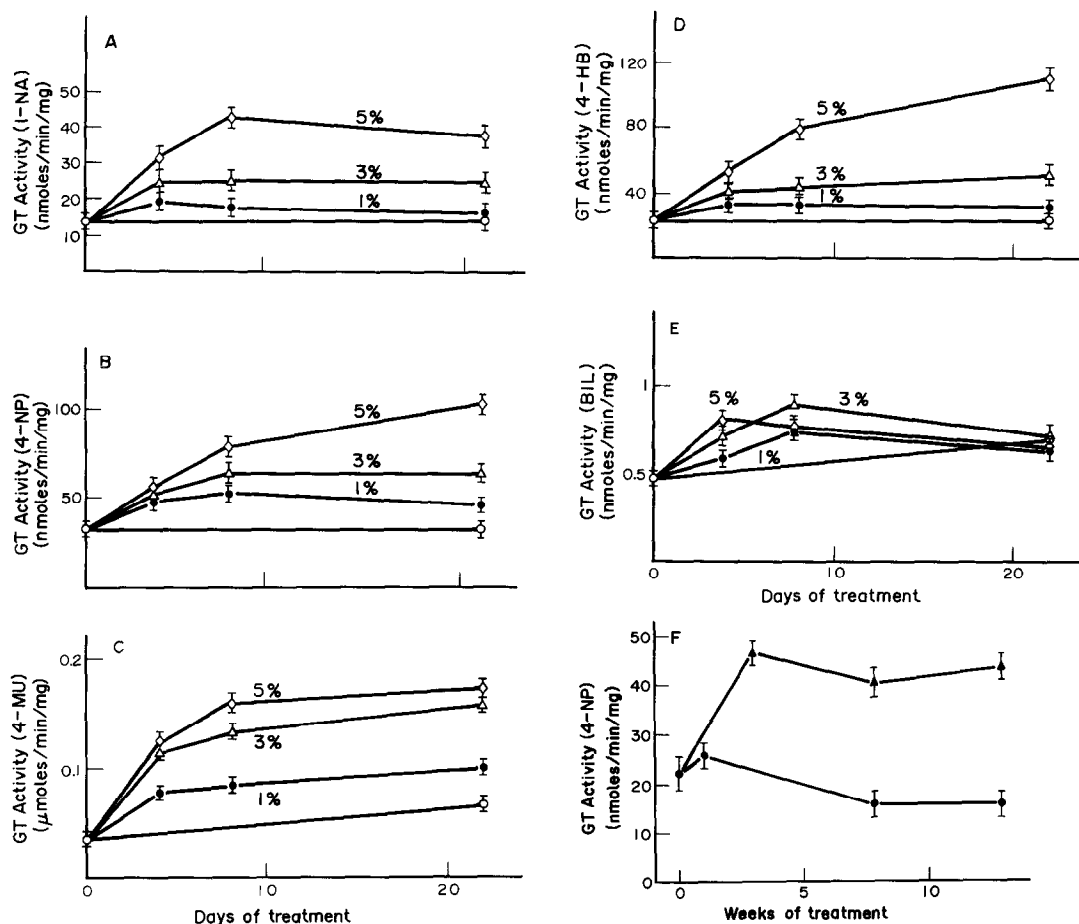 A
GT Activity (1-NA)
(nmoles/min/mg)
50
40
30
20
10
5%
3%
1%
B
GT Activity (4-NP)
(nmoles/min/mg)
100
50
5%
3%
1%
C
GT Activity (4-MU)
(μmoles/min/mg)
0.2
0.1
5%
3%
1%
0
10
20
Days of treatment
D
GT Activity (4-HB)
(nmoles/min/mg)
120
80
40
5%
3%
1%
E
GT Activity (BIL)
(nmoles/min/mg)
1
0.5
5%
3%
1%
0
10
20
Days of treatment
F
GT Activity (4-NP)
(nmoles/min/mg)
50
40
30
20
10
0
0
5
10
Weeks of treatment